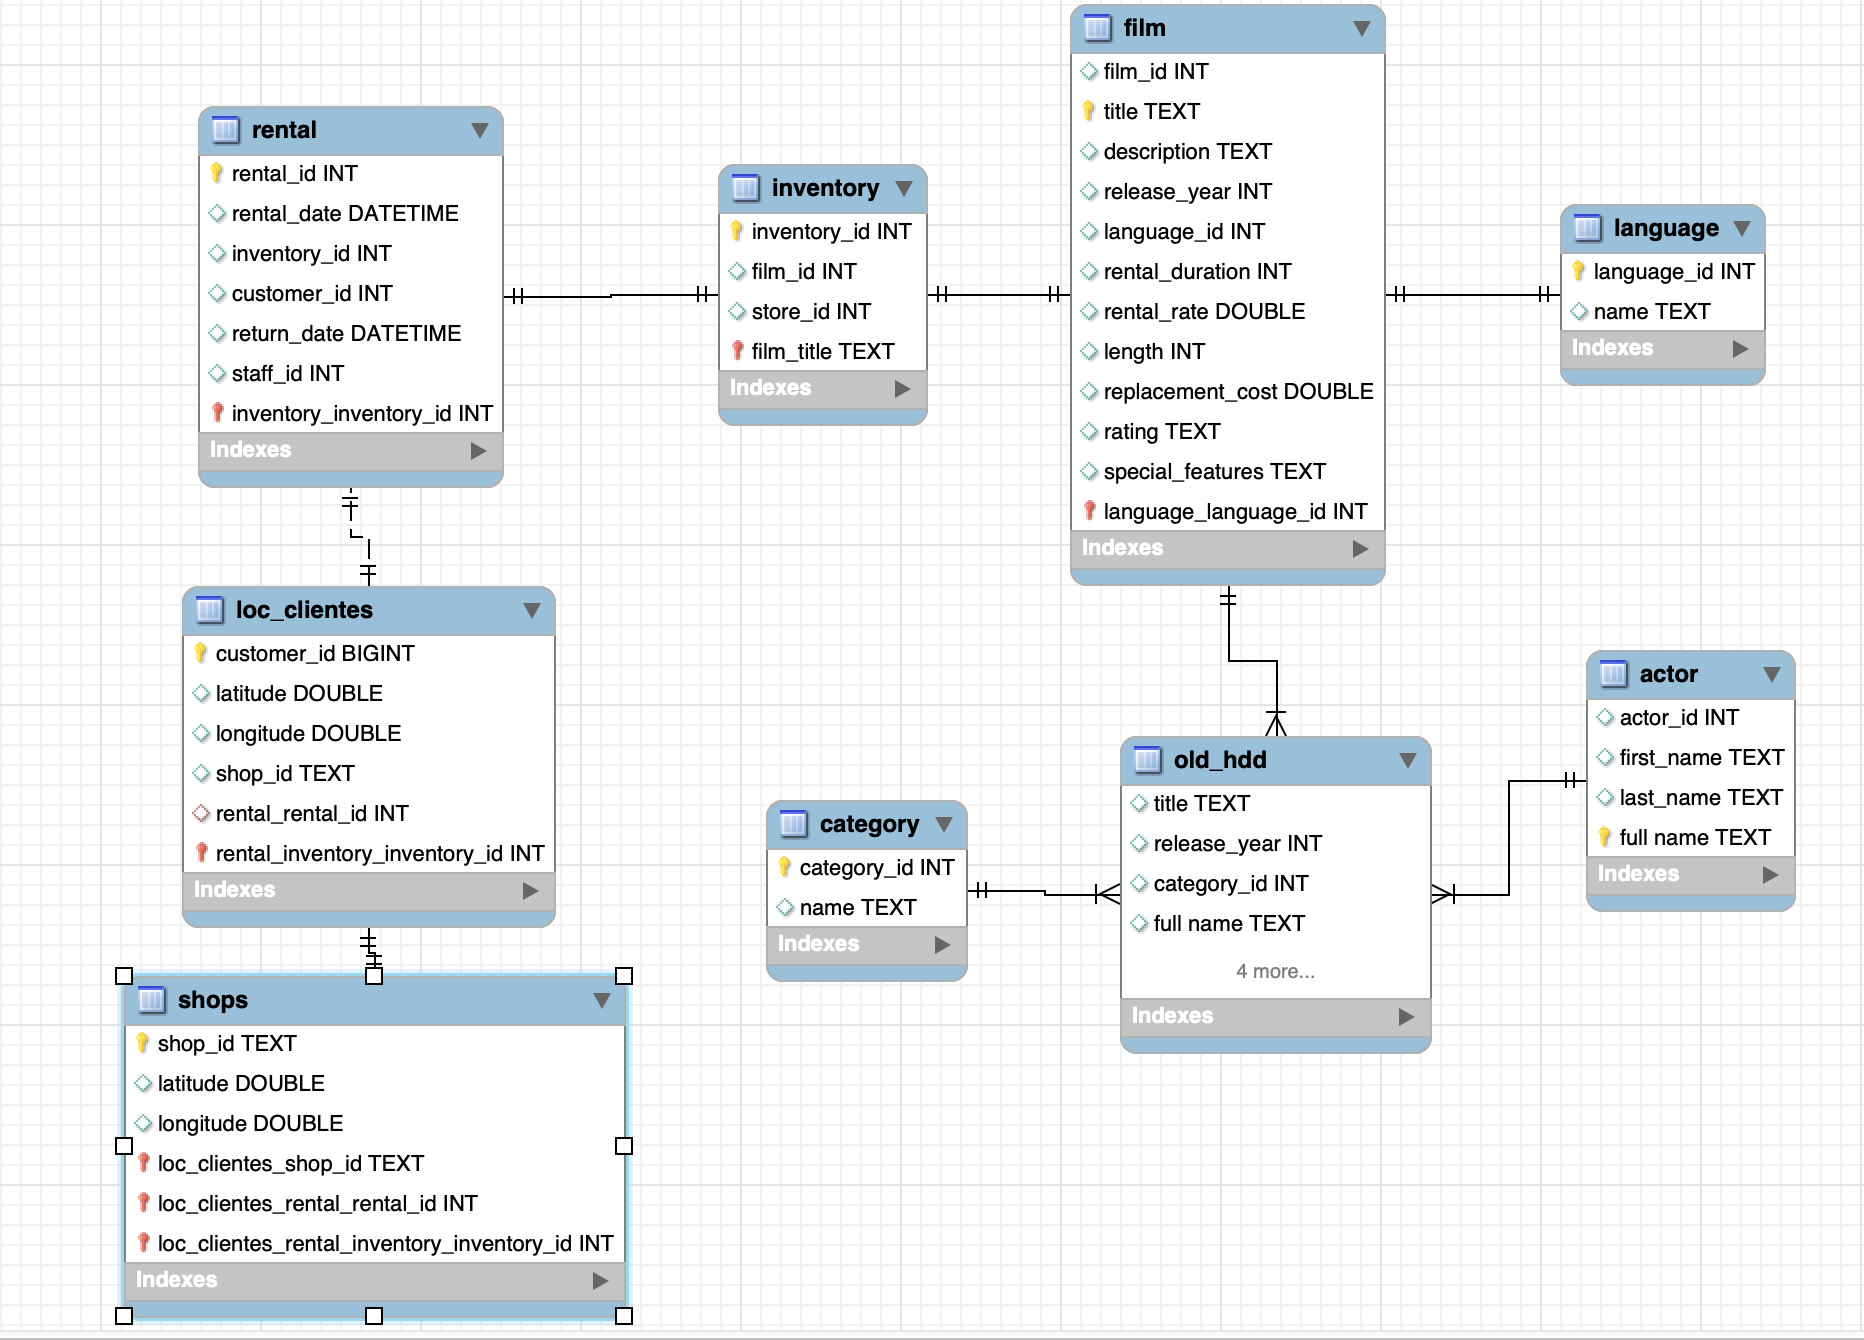 film
film_id INT
title TEXT
description TEXT
release_year INT
language_id INT
rental_duration INT
rental_rate DOUBLE
length INT
replacement_cost DOUBLE
rating TEXT
special_features TEXT
language_language_id INT
Indexes
rental
rental_id INT
rental_date DATETIME
inventory_id INT
customer_id INT
return_date DATETIME
staff_id INT
inventory_inventory_id INT
Indexes
inventory
inventory_id INT
film_id INT
store_id INT
film_title TEXT
Indexes
language
language_id INT
name TEXT
Indexes
loc_clientes
customer_id BIGINT
latitude DOUBLE
longitude DOUBLE
shop_id TEXT
rental_rental_id INT
rental_inventory_inventory_id INT
Indexes
actor
actor_id INT
first_name TEXT
last_name TEXT
full name TEXT
Indexes
old_hdd
title TEXT
release_year INT
category_id INT
full name TEXT
4 more...
Indexes
category
category_id INT
name TEXT
Indexes
shops
shop_id TEXT
latitude DOUBLE
longitude DOUBLE
loc_clientes_shop_id TEXT
loc_clientes_rental_rental_id INT
loc_clientes_rental_inventory_inventory_id INT
Indexes